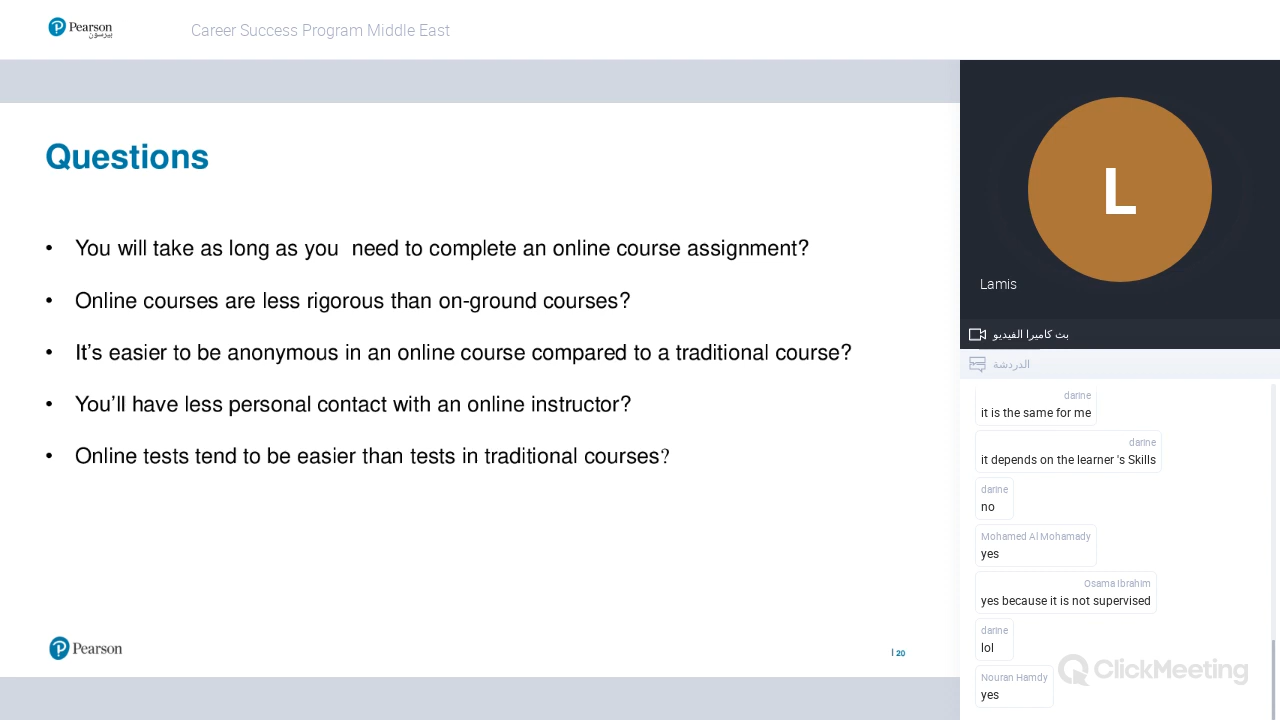 Pearson
بيرسون
Career Success Program Middle East
Questions
• You will take as long as you  need to complete an online course assignment?
• Online courses are less rigorous than on-ground courses?
• It's easier to be anonymous in an online course compared to a traditional course?
• You'll have less personal contact with an online instructor?
• Online tests tend to be easier than tests in traditional courses?
Pearson
I 20
L
Lamis
بث كاميرا الفيديو
الدردشة
darine
it is the same for me
darine
it depends on the learner 's Skills
darine
no
Mohamed Al Mohamady
yes
Osama Ibrahim
yes because it is not supervised
darine
lol
Nouran Hamdy
yes
ClickMeeting